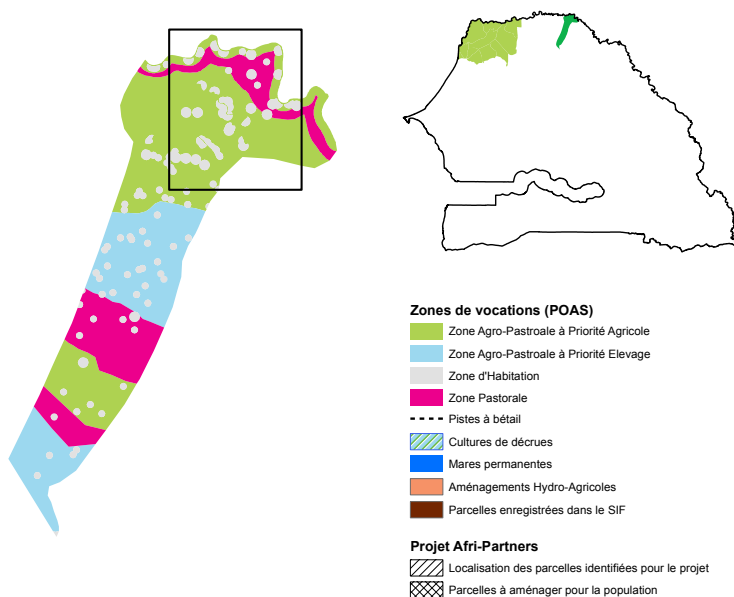 Zones de vocations (POAS)
Zone Agro-Pastroale à Priorité Agricole
Zone Agro-Pastroale à Priorité Elevage
Zone d'Habitation
Zone Pastorale
Pistes à bétail
Cultures de décrues
Mares permanentes
Aménagements Hydro-Agricoles
Parcelles enregistrées dans le SIF
Projet Afri-Partners
Localisation des parcelles identifiées pour le projet
Parcelles à aménager pour la population